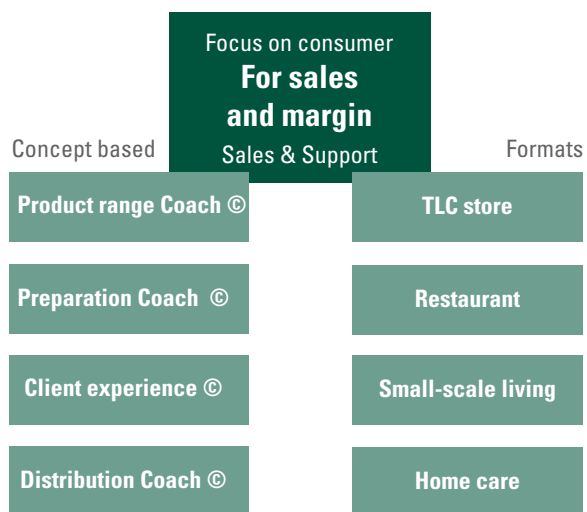 Focus on consumer
For sales
and margin
Sales & Support
Concept based
Formats
Product range Coach ©
TLC store
Preparation Coach ©
Restaurant
Client experience ©
Small-scale living
Distribution Coach ©
Home care